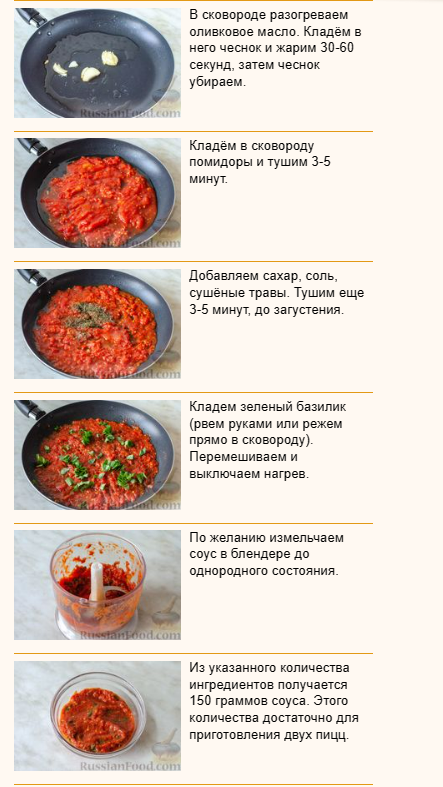 В сковороде разогреваем
оливковое масло. Кладём в
него чеснок и жарим 30-60
секунд, затем чеснок
убираем.
RussianFood.com
Кладём в сковороду
помидоры и тушим 3-5
минут.
RussianFood.com
Добавляем сахар, соль,
сушёные травы. Тушим еще
3-5 минут, до загустения.
RussianFood.com
Кладем зеленый базилик
(рвем руками или режем
прямо в сковороду).
Перемешиваем и
выключаем нагрев.
RussianFood.com
По желанию измельчаем
соус в блендере до
однородного состояния.
RussianFood.com
Из указанного количества
ингредиентов получается
150 граммов соуса. Этого
количества достаточно для
приготовления двух пицц.
RussianFood.com